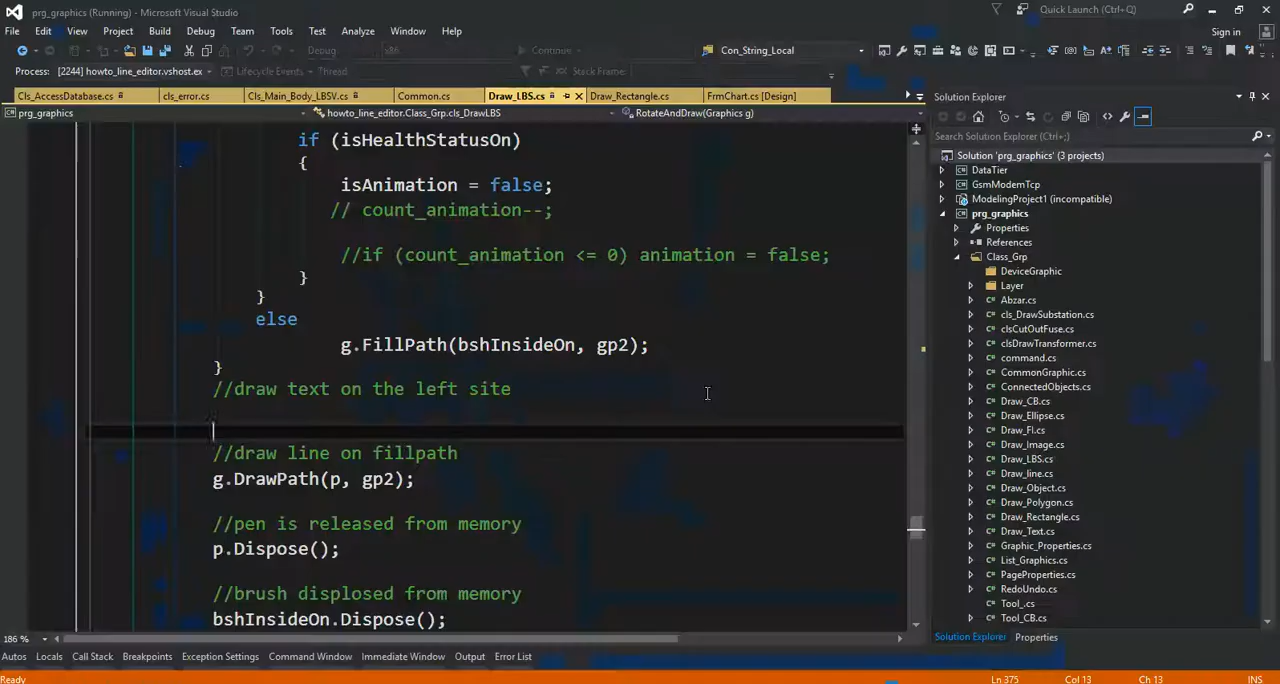 prg_graphics (Running) - Microsoft Visual Studio
Quick Launch (Ctrl+Q)
File Edit View Project Build Debug Team Tools Test Analyze Window Help
Sign in
Debug x86 Continue Con_String_Local
Process: [2244] howto_line_editor.vshost.ex Lifecycle Events Thread Stack Frame:
Cls_AccessDatabase.cs cls_error.cs Cls_Main_Body_LBSV.cs Common.cs Draw_LBS.cs Draw_Rectangle.cs FrmChart.cs [Design]
prg_graphics howto_line_editor.Class_Grp.cls_DrawLBS RotateAndDraw(Graphics g)
if (isHealthStatusOn)
{
isAnimation = false;
// count_animation--;
//if (count_animation <= 0) animation = false;
}
}
else
g.FillPath(bshInsideOn, gp2);
}
//draw text on the left site
//draw line on fillpath
g.DrawPath(p, gp2);
//pen is released from memory
p.Dispose();
//brush displosed from memory
bshInsideOn.Dispose();
186 %
Solution Explorer
Search Solution Explorer (Ctrl+;)
Solution 'prg_graphics' (3 projects)
DataTier
GsmModemTcp
ModelingProject1 (incompatible)
prg_graphics
Properties
References
Class_Grp
DeviceGraphic
Layer
Abzar.cs
cls_DrawSubstation.cs
clsCutOutFuse.cs
clsDrawTransformer.cs
command.cs
CommonGraphic.cs
ConnectedObjects.cs
Draw_CB.cs
Draw_Ellipse.cs
Draw_FI.cs
Draw_Image.cs
Draw_LBS.cs
Draw_line.cs
Draw_Object.cs
Draw_Polygon.cs
Draw_Rectangle.cs
Draw_Text.cs
Graphic_Properties.cs
List_Graphics.cs
PageProperties.cs
RedoUndo.cs
Tool_.cs
Tool_CB.cs
Solution Explorer Properties
Autos Locals Call Stack Breakpoints Exception Settings Command Window Immediate Window Output Error List
Ready Ln 375 Col 13 Ch 13 INS